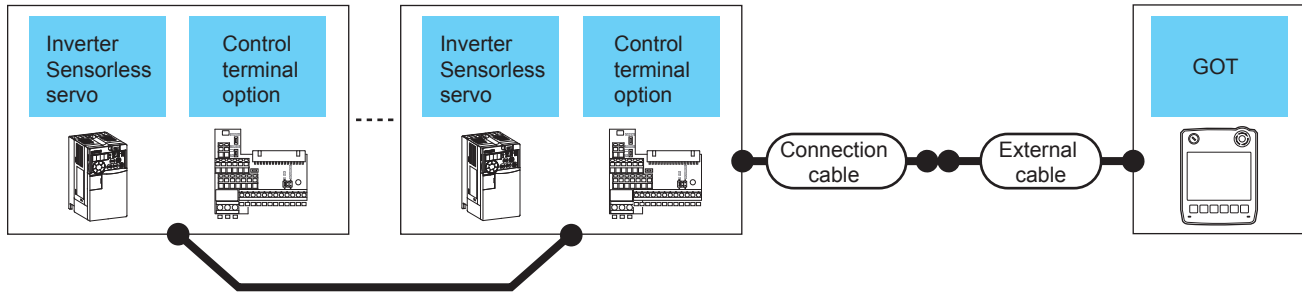 Inverter
Sensorless
servo
Control
terminal
option
Inverter
Sensorless
servo
Control
terminal
option
Connection
cable
External
cable
GOT